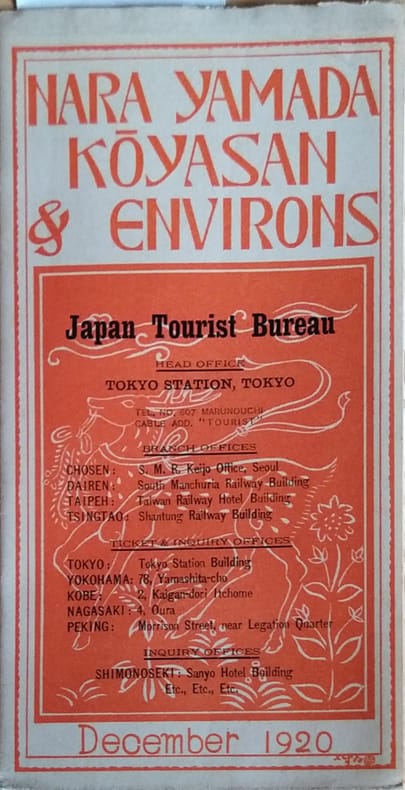 NARA YAMADA
KŌYASAN
& ENVIRONS
Japan Tourist Bureau
HEAD OFFICE
TOKYO STATION, TOKYO
TEL. NO. 607 MARUNOUCHI
CABLE ADD. "TOURIST"
BRANCH OFFICES
CHOSEN: S. M. R. Keijo Office, Seoul
DAIREN: South Manchuria Railway Building
TAIPEH: Taiwan Railway Hotel Building
TSINGTAO: Shantung Railway Building
TICKET & INQUIRY OFFICES
TOKYO: Tokyo Station Building
YOKOHAMA: 78, Yamashita-cho
KOBE: 2, Kaigan-dori Itchome
NAGASAKI: 4, Oura
PEKING: Morrison Street, near Legation Quarter
INQUIRY OFFICES
SHIMONOSEKI: Sanyo Hotel Building
Etc., Etc., Etc.
December 1920